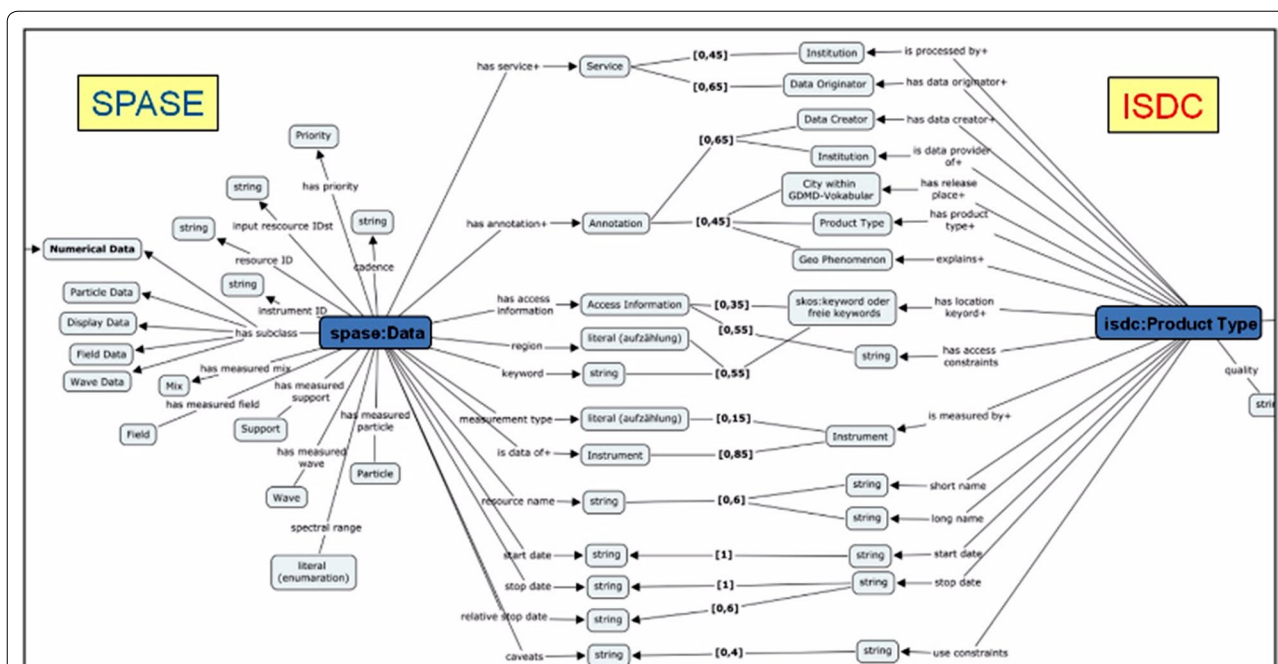 SPASE
ISDC
has service+
Service
[0,45]
Institution
is processed by+
[0,65]
Data Originator
has data originator+
Priority
has priority
Data Creator
has data creator+
[0,65]
Institution
is data provider
of+
string
input rescource IDst
string
cadence
string
resource ID
has annotation+
Annotation
[0,45]
City within
GDMD-Vokabular
has release
place+
Product Type
has product
type+
Geo Phenomenon
explains+
Numerical Data
string
instrument ID
Particle Data
Display Data
Field Data
Wave Data
has subclass
spase:Data
isdc:Product Type
has access
information
Access Information
[0,35]
skos:keyword oder
freie keywords
has location
keyord+
[0,55]
region
literal (aufzählung)
string
has access
constraints
keyword
string
[0,55]
quality
has measured mix
Mix
has measured
support
Support
has measured field
Field
has measured
particle
Particle
has measured
wave
Wave
spectral range
literal
(enumaration)
measurement type
literal (aufzählung)
[0,15]
Instrument
is measured by+
is data of+
Instrument
[0,85]
resource name
string
[0,6]
string
short name
string
long name
start date
string
[1]
string
start date
stop date
string
[1]
string
stop date
relative stop date
string
[0,6]
caveats
string
[0,4]
string
use constraints